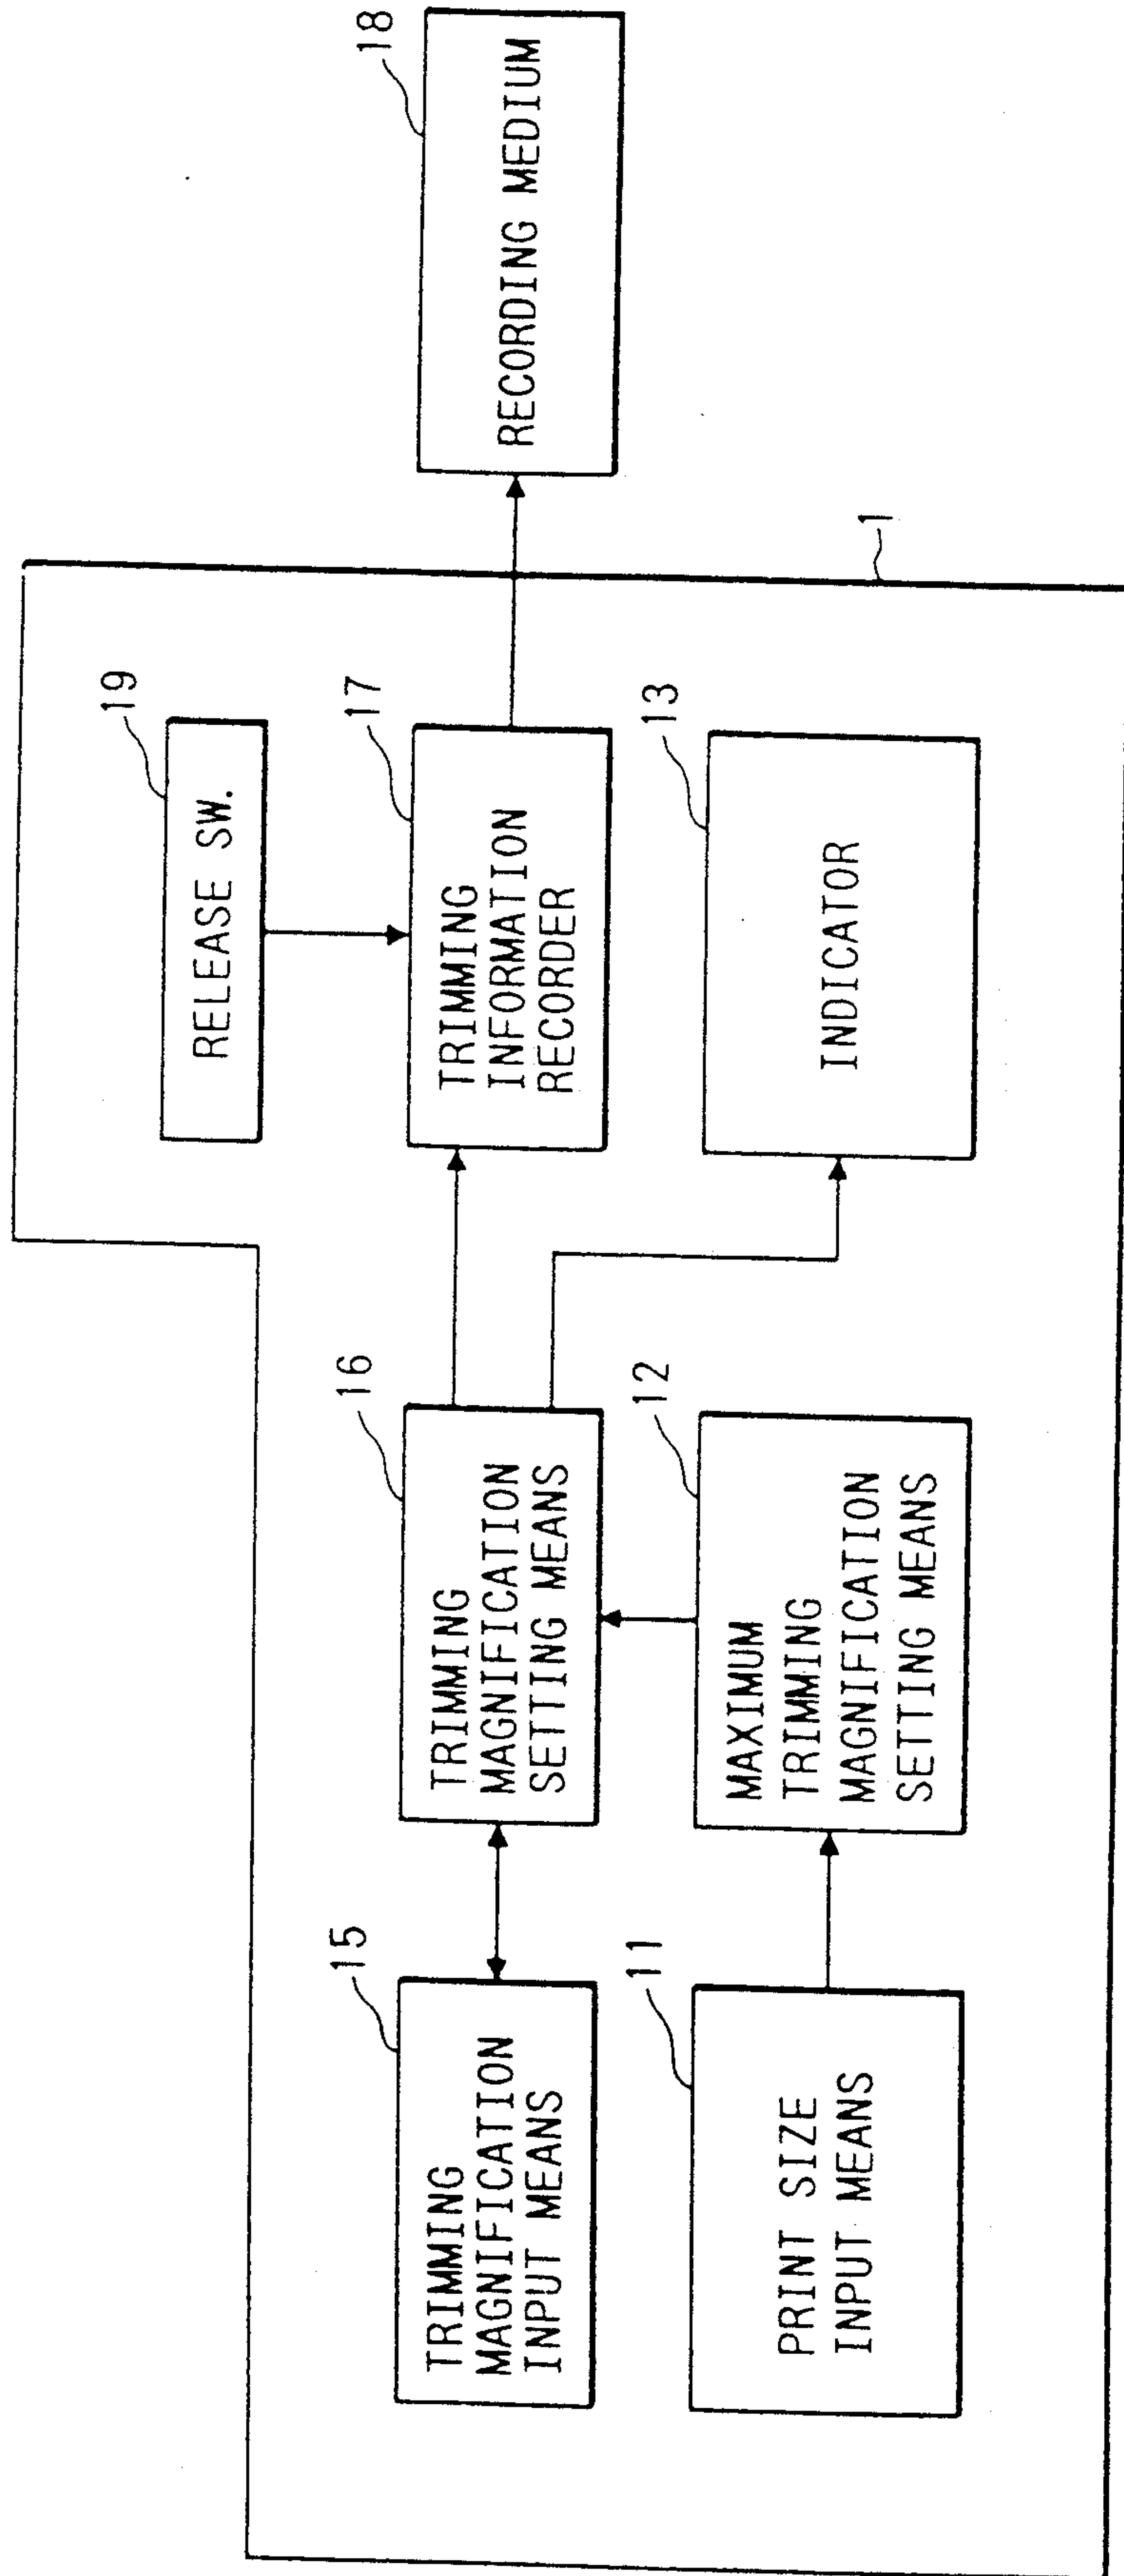 19
RELEASE SW.
15
TRIMMING
MAGNIFICATION
INPUT MEANS
16
TRIMMING
MAGNIFICATION
SETTING MEANS
17
TRIMMING
INFORMATION
RECORDER
18
RECORDING MEDIUM
11
PRINT SIZE
INPUT MEANS
12
MAXIMUM
TRIMMING
MAGNIFICATION
SETTING MEANS
13
INDICATOR
1